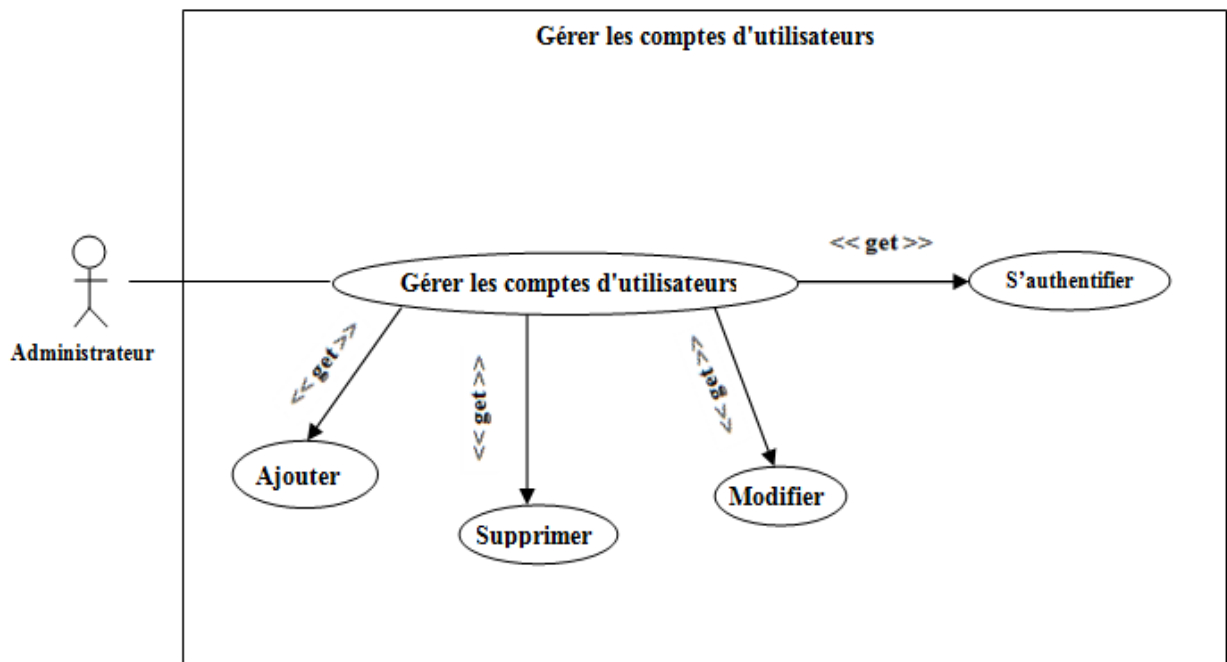 Gérer les comptes d'utilisateurs
<< get >>
Gérer les comptes d'utilisateurs
S'authentifier
Administrateur
<< get >>
<< get >>
<< get >>
Ajouter
Modifier
Supprimer